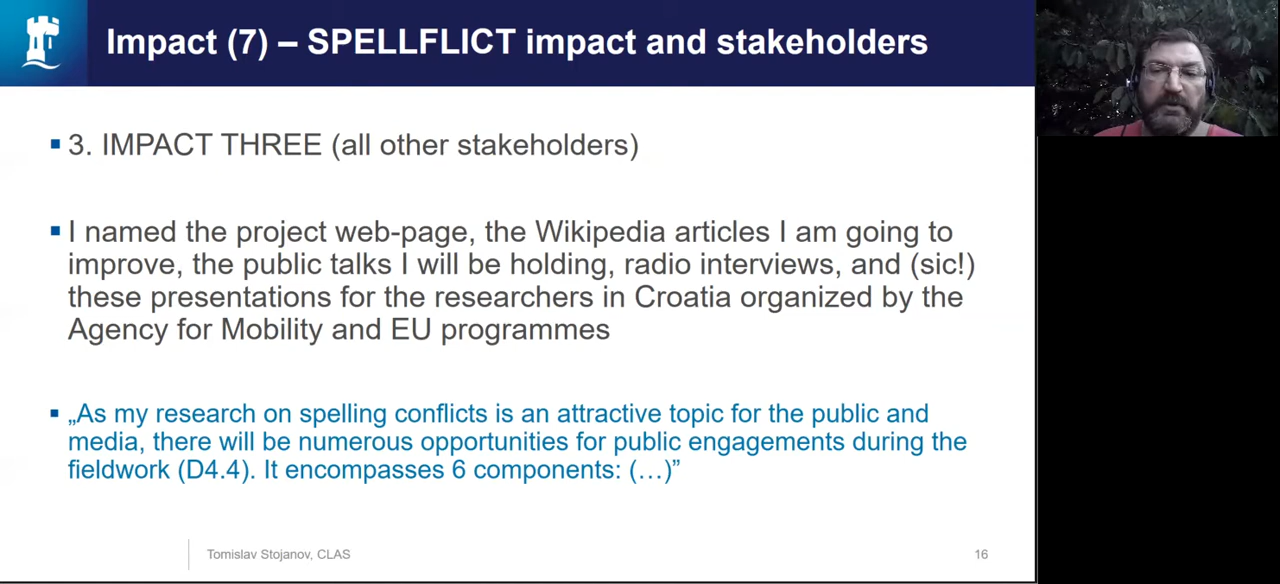 Impact (7) – SPELLFLICT impact and stakeholders
3. IMPACT THREE (all other stakeholders)
I named the project web-page, the Wikipedia articles I am going to
improve, the public talks I will be holding, radio interviews, and (sic!)
these presentations for the researchers in Croatia organized by the
Agency for Mobility and EU programmes
„As my research on spelling conflicts is an attractive topic for the public and
media, there will be numerous opportunities for public engagements during the
fieldwork (D4.4). It encompasses 6 components: (…)”
Tomislav Stojanov, CLAS
16